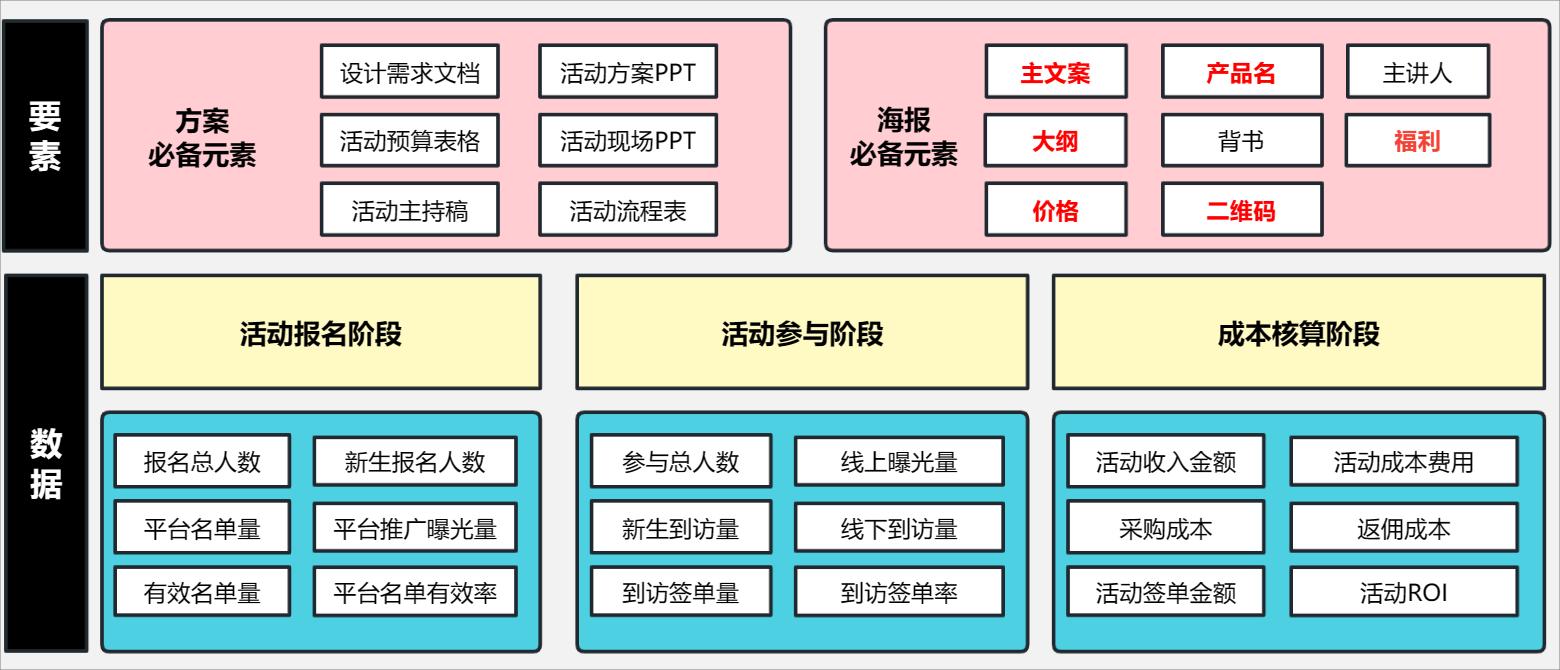 要
素
方案
必备元素
设计需求文档
活动方案PPT
活动预算表格
活动现场PPT
活动主持稿
活动流程表
海报
必备元素
主文案
产品名
主讲人
大纲
背书
福利
价格
二维码
数
据
活动报名阶段
活动参与阶段
成本核算阶段
报名总人数
新生报名人数
平台名单量
平台推广曝光量
有效名单量
平台名单有效率
参与总人数
线上曝光量
新生到访量
线下到访量
到访签单量
到访签单率
活动收入金额
活动成本费用
采购成本
返佣成本
活动签单金额
活动ROI